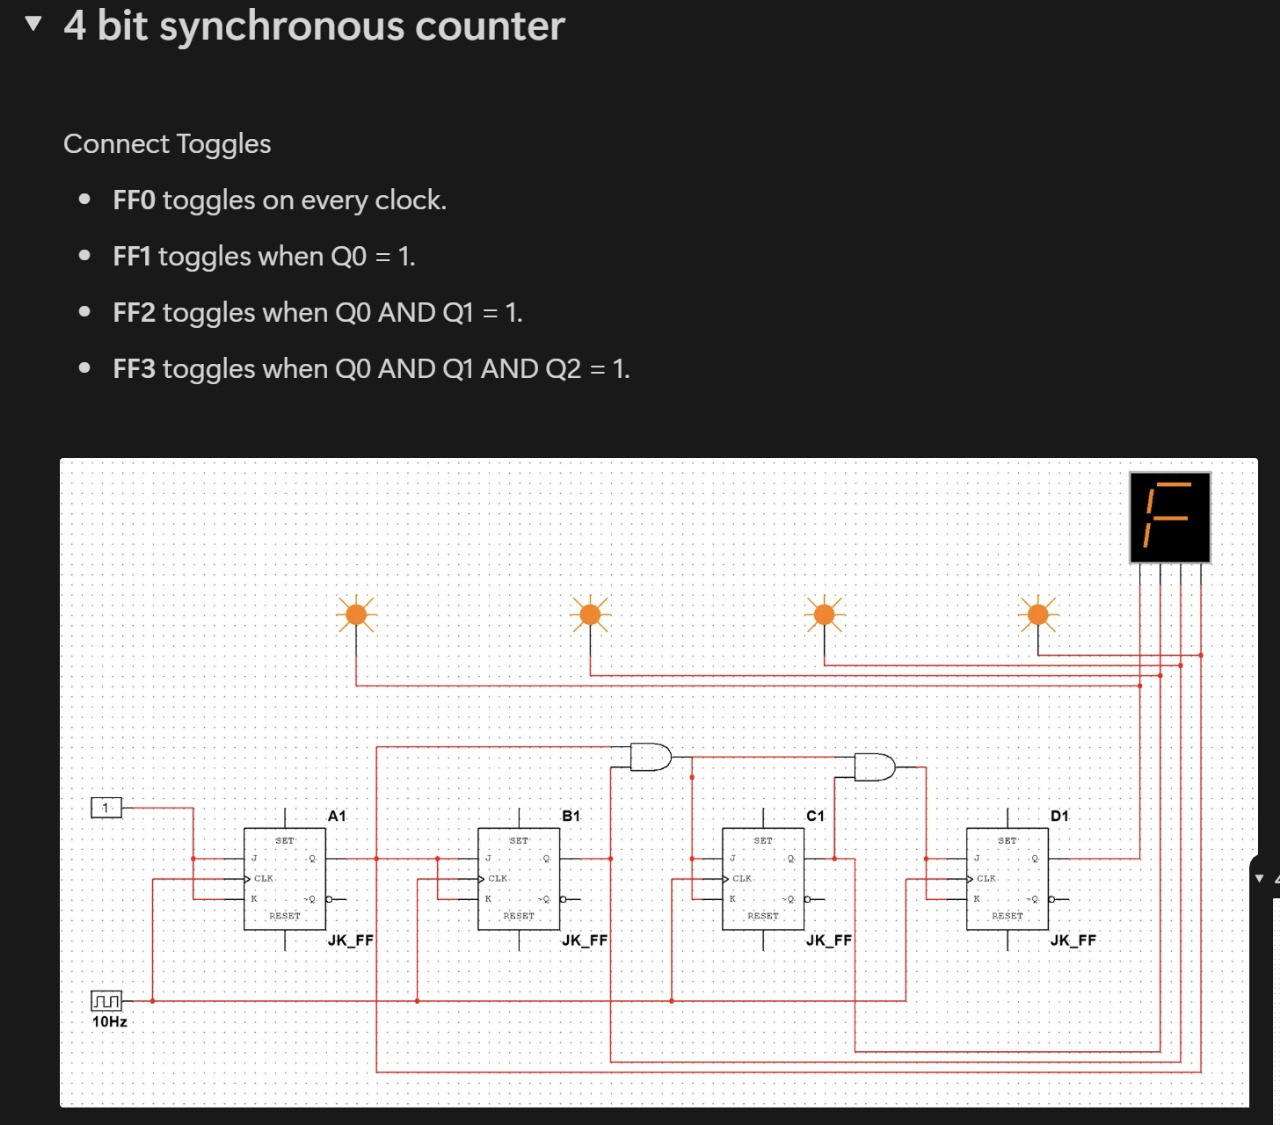 4 bit synchronous counter
Connect Toggles
FF0 toggles on every clock.
FF1 toggles when Q0 = 1.
FF2 toggles when Q0 AND Q1 = 1.
FF3 toggles when Q0 AND Q1 AND Q2 = 1.
F
1
A1
SET
J Q
CLK
K ~Q
RESET
JK_FF
B1
SET
J Q
CLK
K ~Q
RESET
JK_FF
C1
SET
J Q
CLK
K ~Q
RESET
JK_FF
D1
SET
J Q
CLK
K ~Q
RESET
JK_FF
10Hz